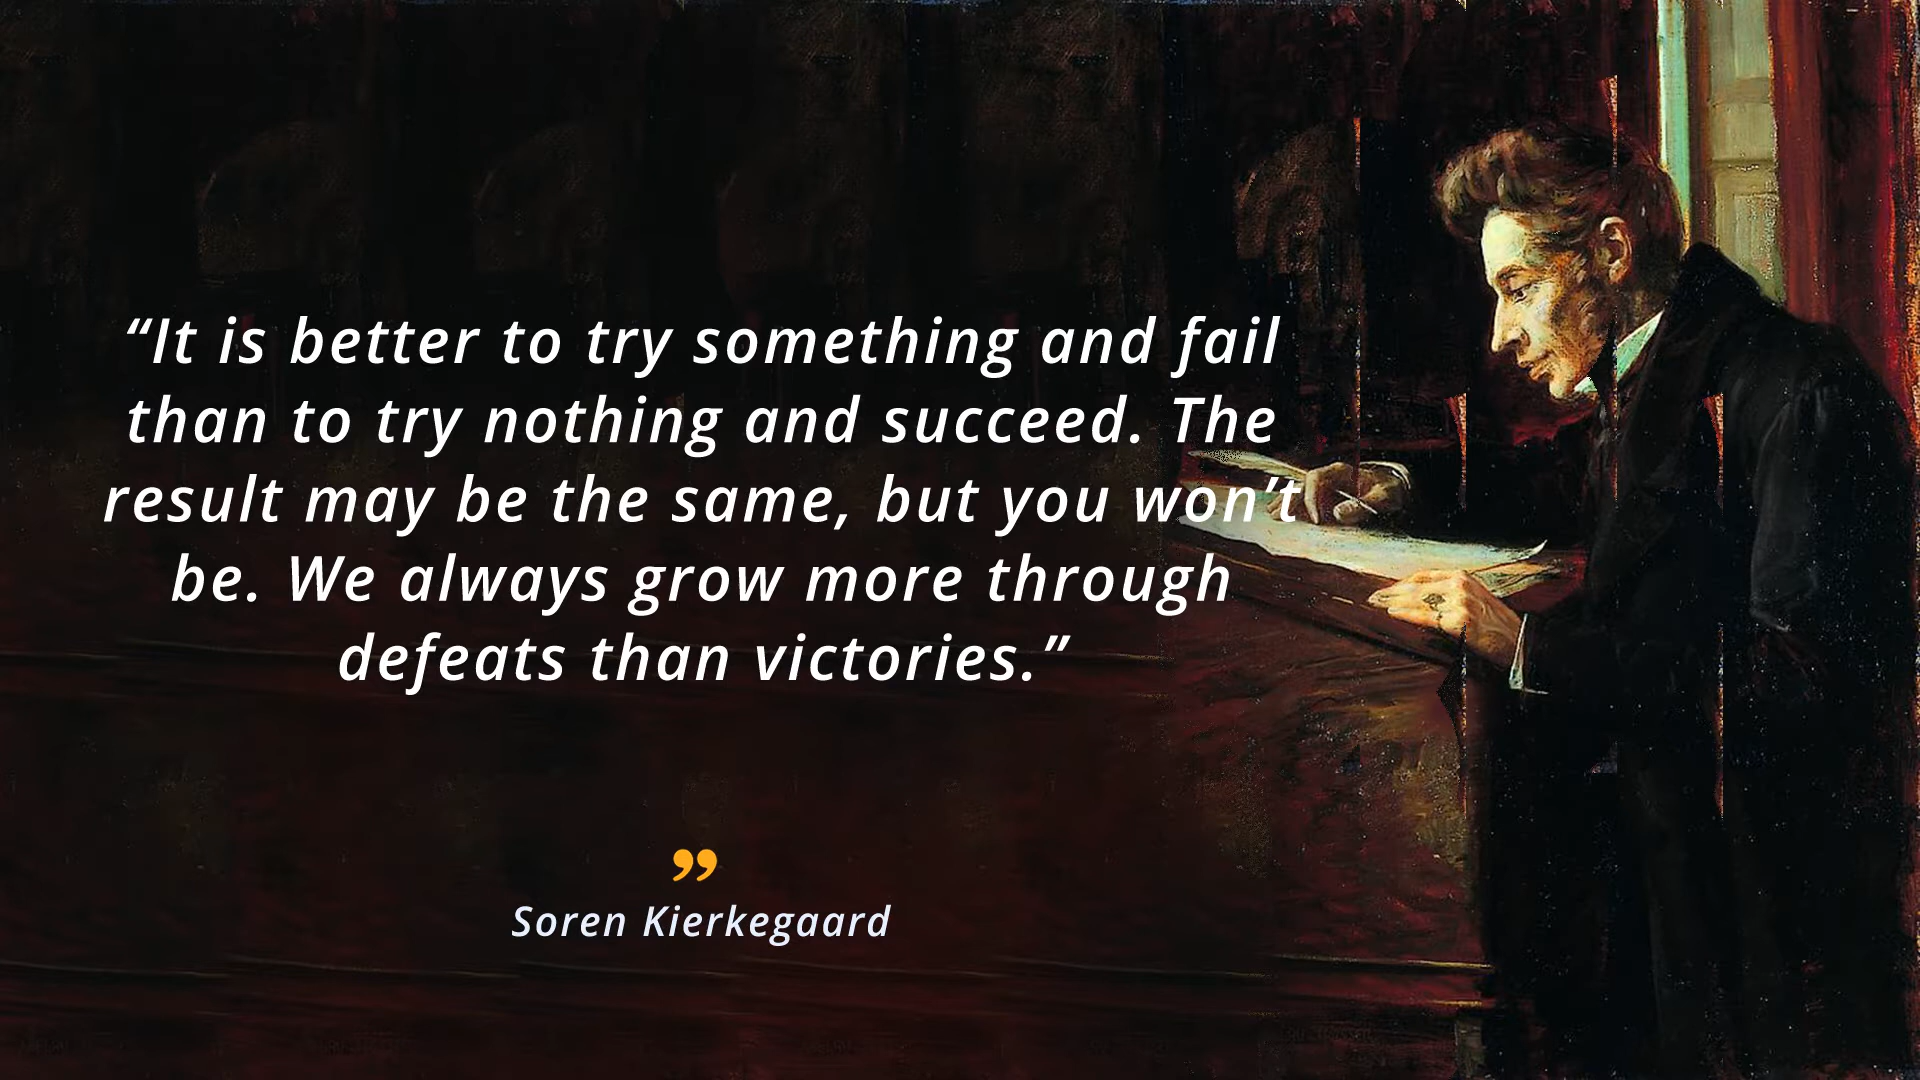 “It is better to try something and fail
than to try nothing and succeed. The
result may be the same, but you won’t
be. We always grow more through
defeats than victories.”
”
Soren Kierkegaard